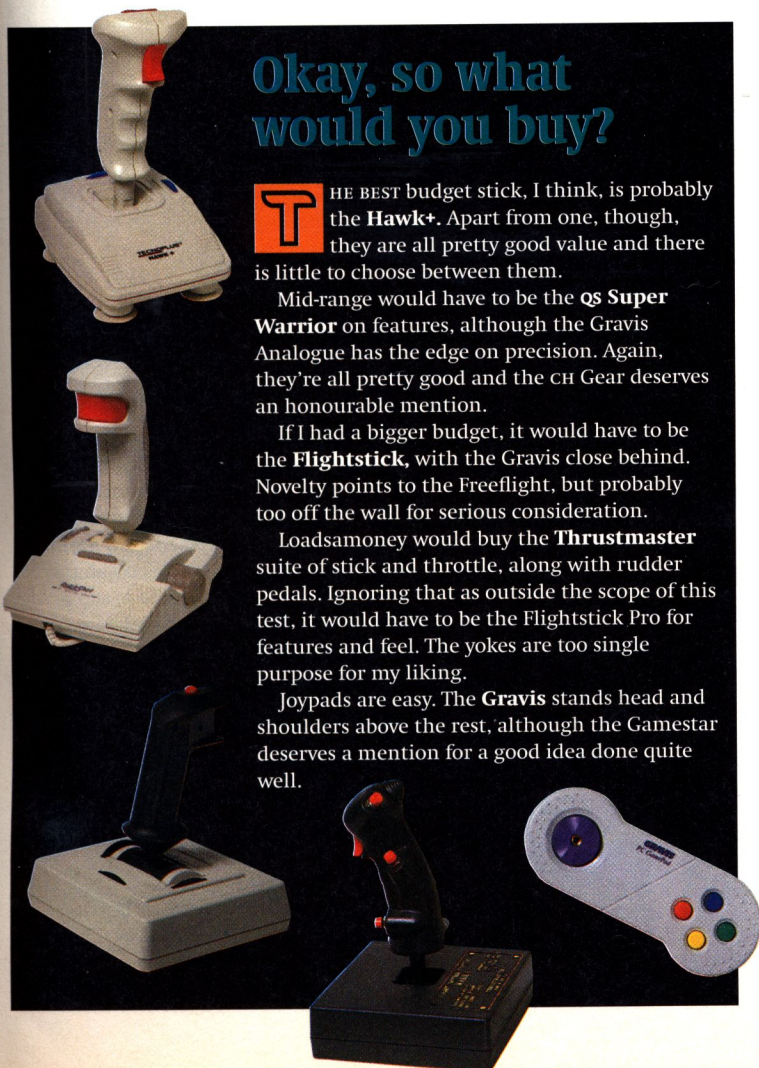 Okay, so what
would you buy?
THE BEST budget stick, I think, is probably
the Hawk+. Apart from one, though,
they are all pretty good value and there
is little to choose between them.
Mid-range would have to be the QS Super
Warrior on features, although the Gravis
Analogue has the edge on precision. Again,
they're all pretty good and the CH Gear deserves
an honourable mention.
If I had a bigger budget, it would have to be
the Flightstick, with the Gravis close behind.
Novelty points to the Freeflight, but probably
too off the wall for serious consideration.
Loadsamoney would buy the Thrustmaster
suite of stick and throttle, along with rudder
pedals. Ignoring that as outside the scope of this
test, it would have to be the Flightstick Pro for
features and feel. The yokes are too single
purpose for my liking.
Joypads are easy. The Gravis stands head and
shoulders above the rest, although the Gamestar
deserves a mention for a good idea done quite
well.
TECNOPLUS
HAWK +
GRAVIS
PC GamePad